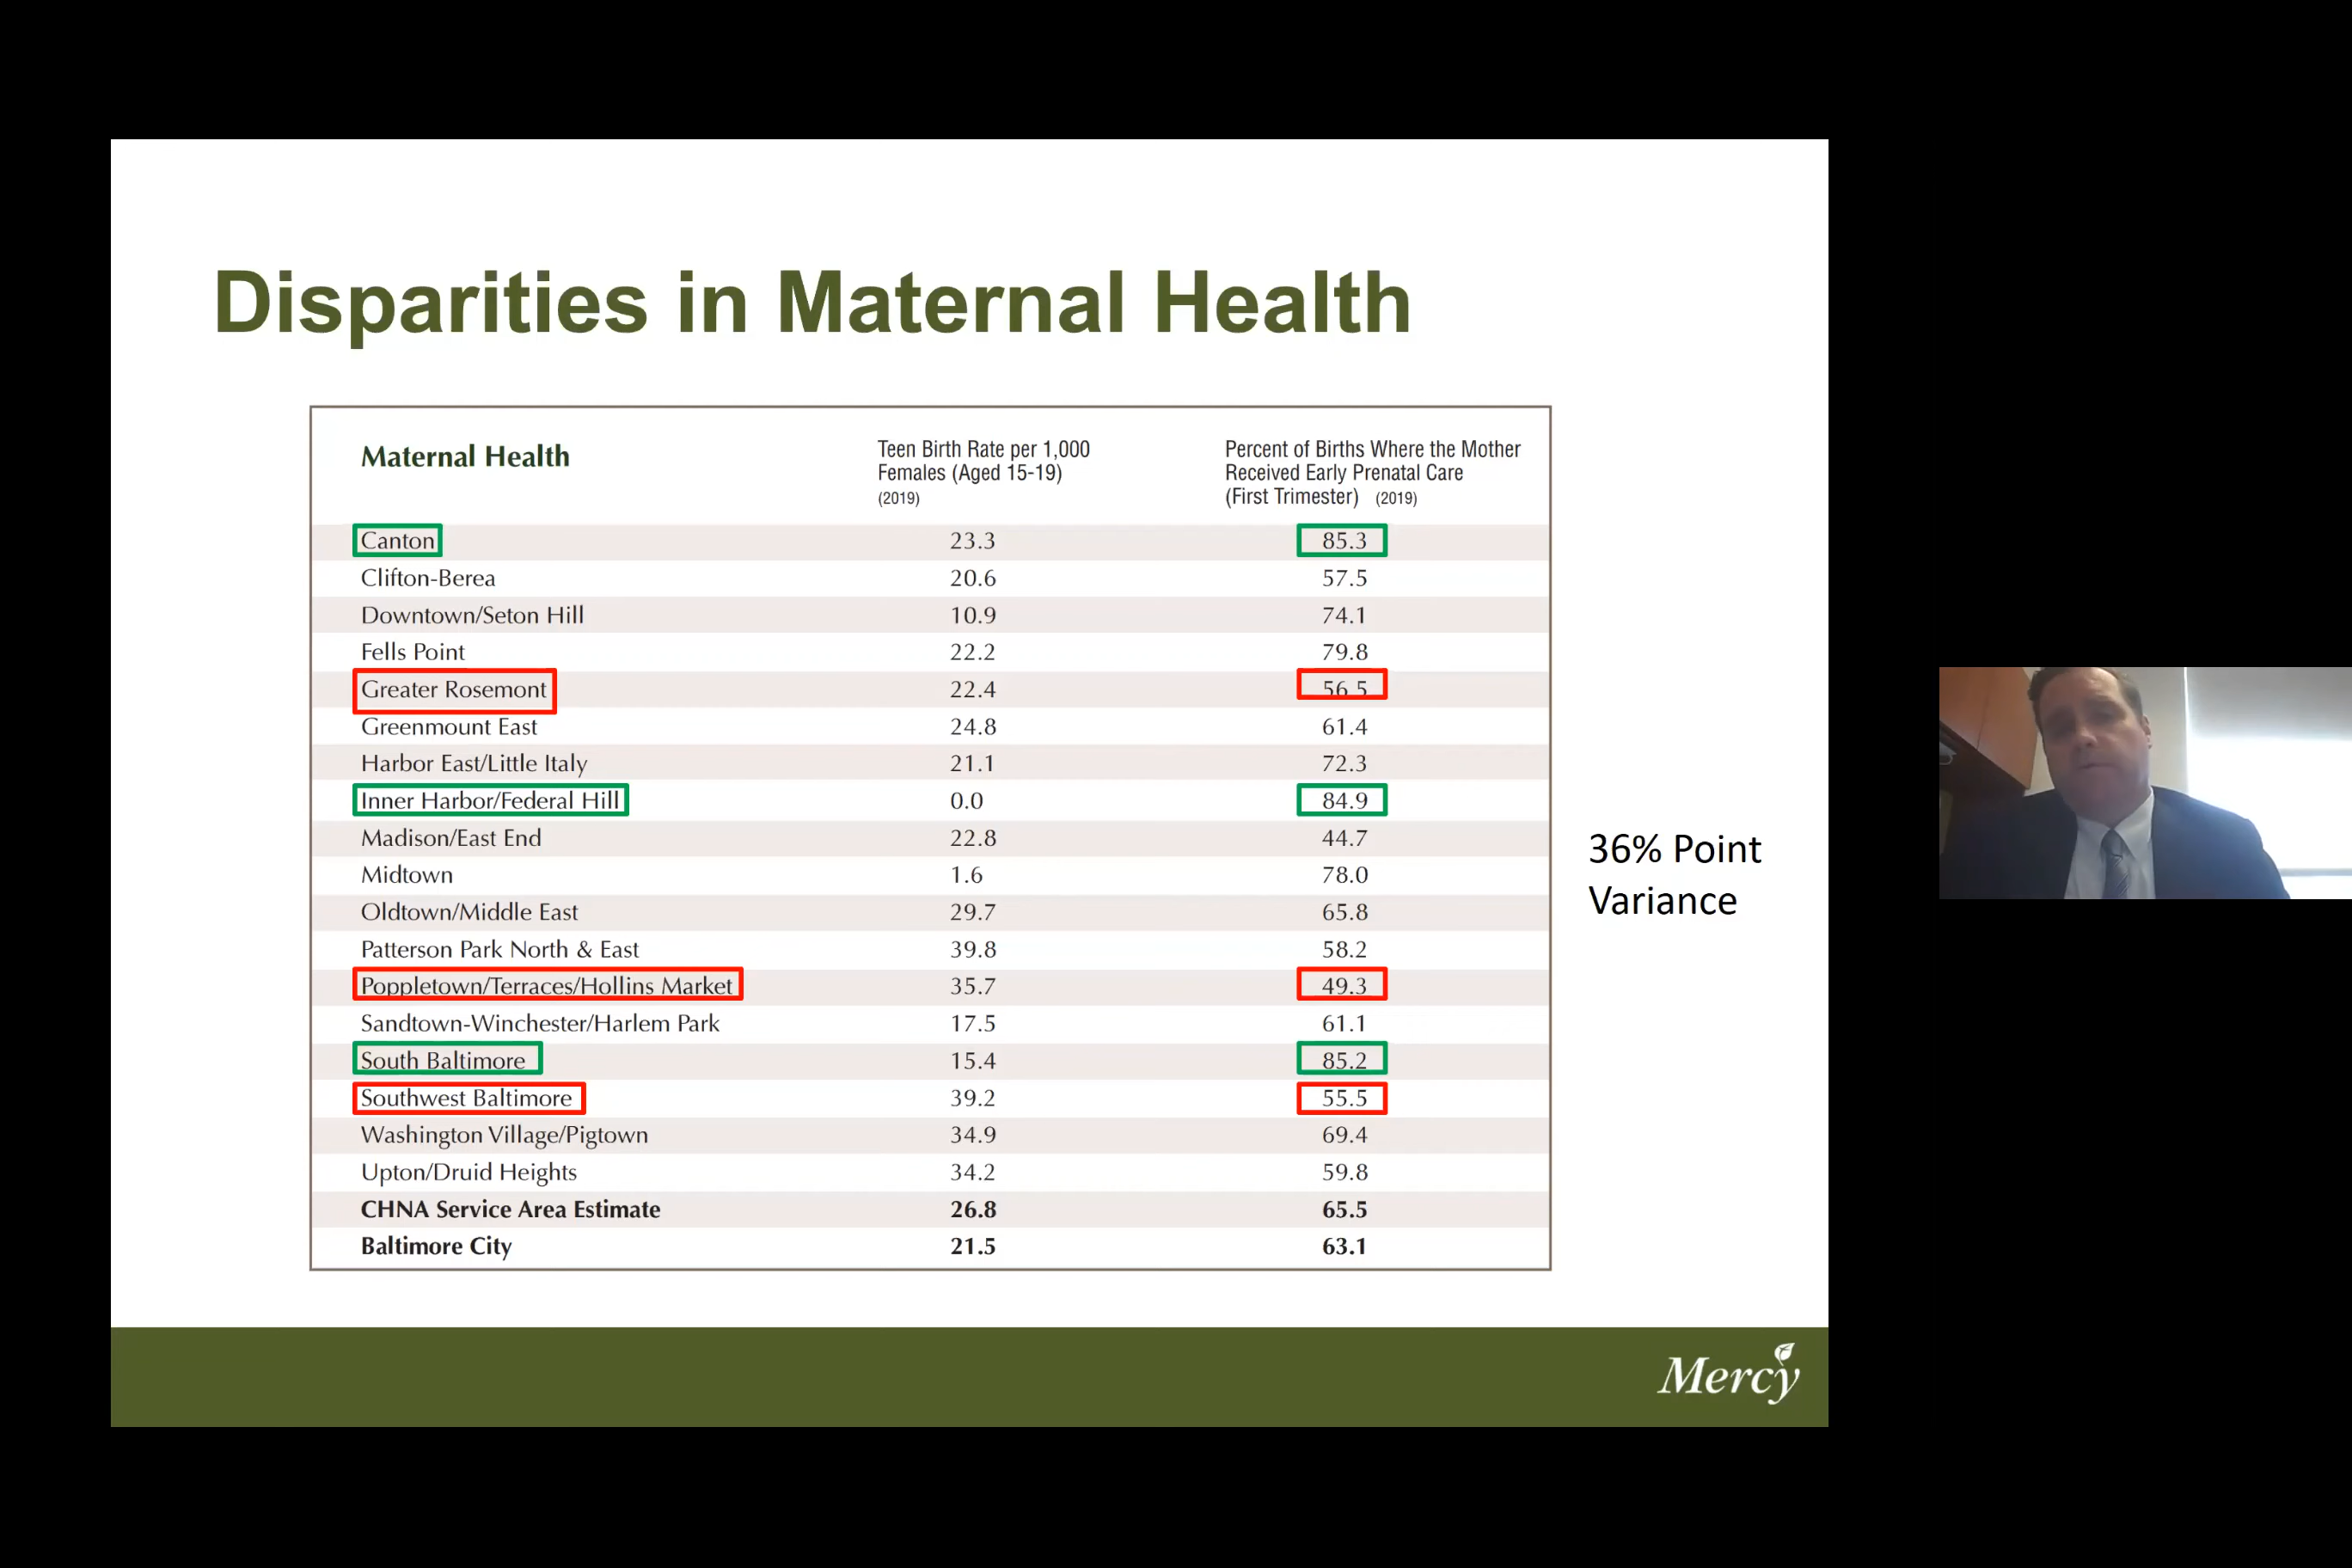 Disparities in Maternal Health
Maternal Health
Teen Birth Rate per 1,000
Females (Aged 15-19)
(2019)
Percent of Births Where the Mother
Received Early Prenatal Care
(First Trimester) (2019)
Canton 23.3 85.3
Clifton-Berea 20.6 57.5
Downtown/Seton Hill 10.9 74.1
Fells Point 22.2 79.8
Greater Rosemont 22.4 56.5
Greenmount East 24.8 61.4
Harbor East/Little Italy 21.1 72.3
Inner Harbor/Federal Hill 0.0 84.9
Madison/East End 22.8 44.7
Midtown 1.6 78.0
Oldtown/Middle East 29.7 65.8
Patterson Park North & East 39.8 58.2
Poppletown/Terraces/Hollins Market 35.7 49.3
Sandtown-Winchester/Harlem Park 17.5 61.1
South Baltimore 15.4 85.2
Southwest Baltimore 39.2 55.5
Washington Village/Pigtown 34.9 69.4
Upton/Druid Heights 34.2 59.8
CHNA Service Area Estimate 26.8 65.5
Baltimore City 21.5 63.1
36% Point
Variance
Mercy